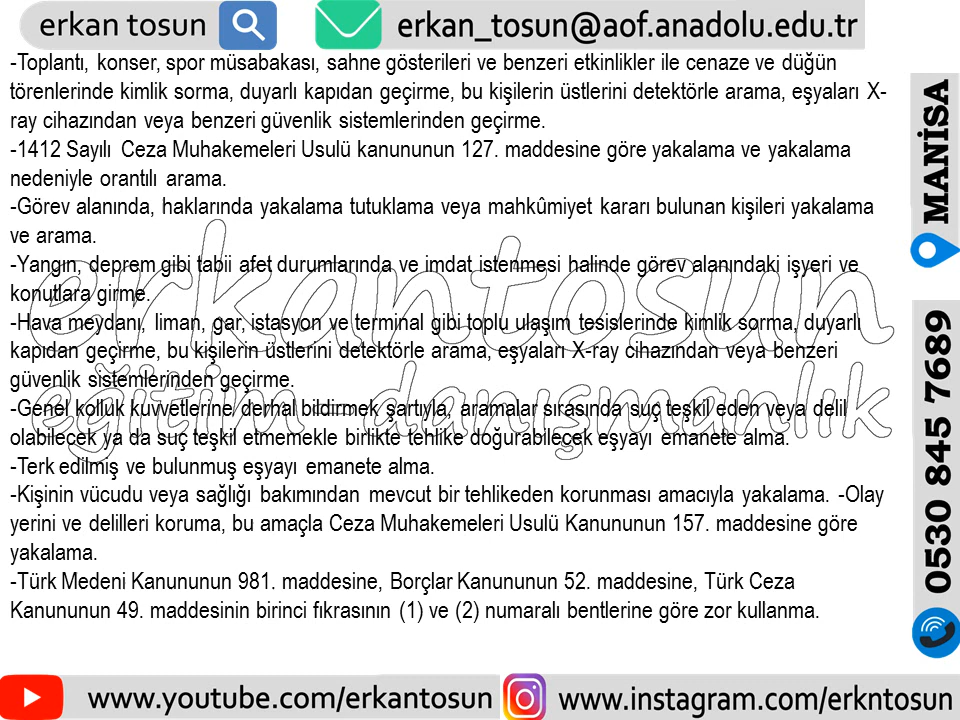 erkan tosun
erkan_tosun@aof.anadolu.edu.tr
-Toplantı, konser, spor müsabakası, sahne gösterileri ve benzeri etkinlikler ile cenaze ve düğün
törenlerinde kimlik sorma, duyarlı kapıdan geçirme, bu kişilerin üstlerini detektörle arama, eşyaları X-
ray cihazından veya benzeri güvenlik sistemlerinden geçirme.
-1412 Sayılı Ceza Muhakemeleri Usulü kanununun 127. maddesine göre yakalama ve yakalama
nedeniyle orantılı arama.
-Görev alanında, haklarında yakalama tutuklama veya mahkûmiyet kararı bulunan kişileri yakalama
ve arama.
-Yangın, deprem gibi tabii afet durumlarında ve imdat istenmesi halinde görev alanındaki işyeri ve
konutlara girme.
-Hava meydanı, liman, gar, istasyon ve terminal gibi toplu ulaşım tesislerinde kimlik sorma, duyarlı
kapıdan geçirme, bu kişilerin üstlerini detektörle arama, eşyaları X-ray cihazından veya benzeri
güvenlik sistemlerinden geçirme.
-Genel kolluk kuvvetlerine derhal bildirmek şartıyla, aramalar sırasında suç teşkil eden veya delil
olabilecek ya da suç teşkil etmemekle birlikte tehlike doğurabilecek eşyayı emanete alma.
-Terk edilmiş ve bulunmuş eşyayı emanete alma.
-Kişinin vücudu veya sağlığı bakımından mevcut bir tehlikeden korunması amacıyla yakalama. -Olay
yerini ve delilleri koruma, bu amaçla Ceza Muhakemeleri Usulü Kanununun 157. maddesine göre
yakalama.
-Türk Medeni Kanununun 981. maddesine, Borçlar Kanununun 52. maddesine, Türk Ceza
Kanununun 49. maddesinin birinci fıkrasının (1) ve (2) numaralı bentlerine göre zor kullanma.
erkantosun
eğitim - danışmanlık
MANİSA
0530 845 7689
www.youtube.com/erkantosun
www.instagram.com/erkntosun